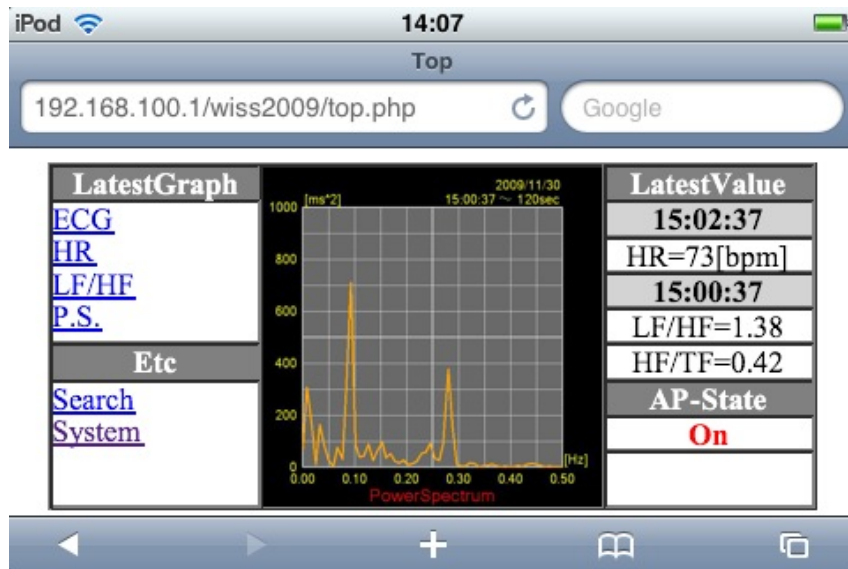 iPod 14:07
Top
192.168.100.1/wiss2009/top.php
Google
LatestGraph
ECG
HR
LF/HF
P.S.
Etc
Search
System
2009/11/30
[ms^2] 15:00:37 ~ 120sec
1000
800
600
400
200
0
[Hz]
0.00 0.10 0.20 0.30 0.40 0.50
PowerSpectrum
LatestValue
15:02:37
HR=73[bpm]
15:00:37
LF/HF=1.38
HF/TF=0.42
AP-State
On